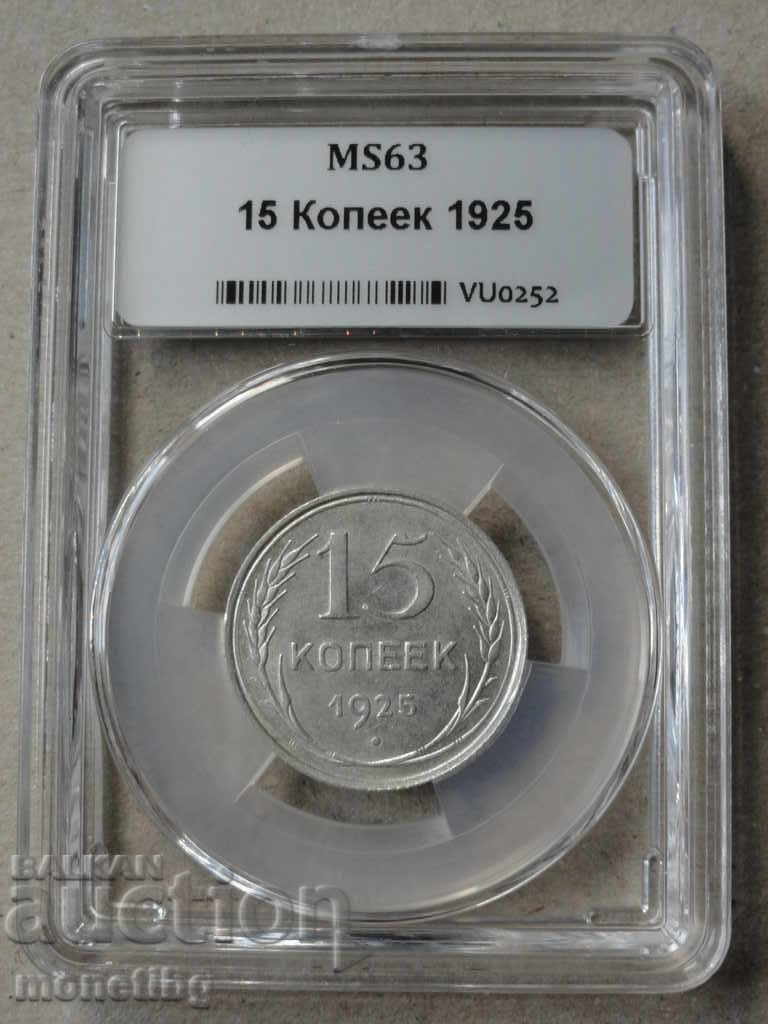 MS63
15 Копеек 1925
VU0252
15
КОПЕЕК
1925
BALKAN
auction
monetibg